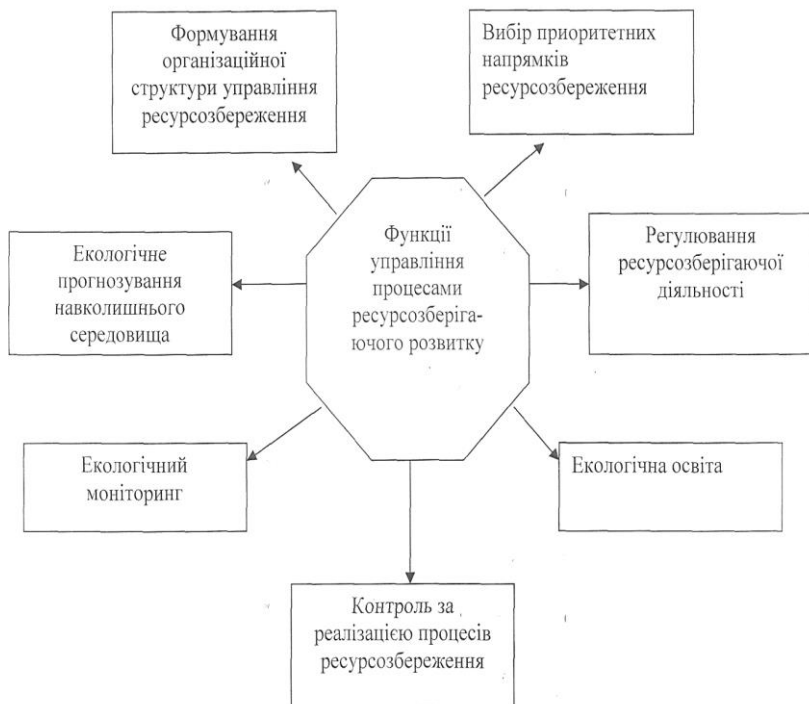 Формування
організаційної
структури управління
ресурсозбереження
Вибір приоритетних
напрямків
ресурсозбереження
Функції
управління
процесами
ресурсозберіга-
ючого розвитку
Екологічне
прогнозування
навколишнього
середовища
Регулювання
ресурсозберігаючої
діяльності
Екологічний
моніторинг
Екологічна освіта
Контроль за
реалізацією процесів
ресурсозбереження